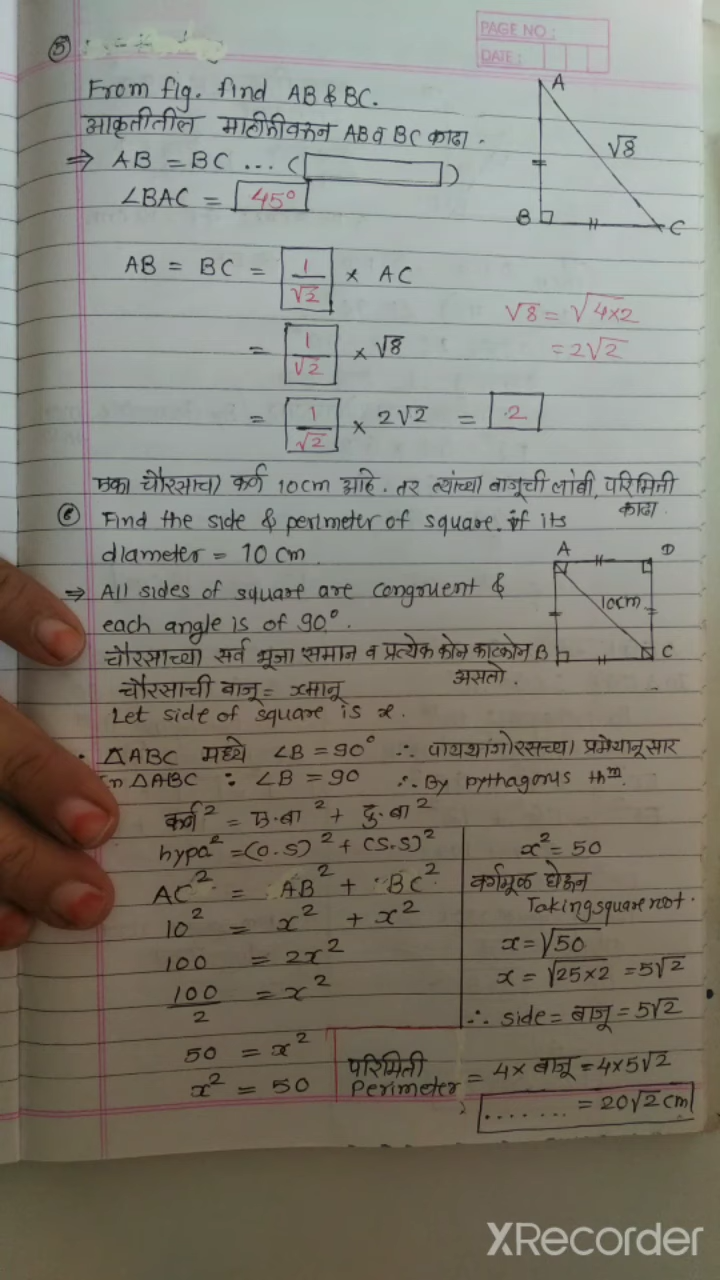 PAGE NO :
DATE :
5
From fig. find AB & BC.
आकृतीतील माहितीवरून AB व BC काढा.
⇒ AB = BC ... ( )
∠BAC = 45°
A
√8
B
C
AB = BC = 1/√2 × AC
√8 = √4×2
= 1/√2 × √8
= 2√2
= 1/√2 × 2√2 = 2
एका चौरसाचा कर्ण 10cm आहे. तर त्यांच्या बाजूची लांबी, परिमिती काढा.
6 Find the side & perimeter of square. if its
diameter = 10 cm.
A D
10cm
B C
⇒ All sides of square are congruent &
each angle is of 90°.
चौरसाच्या सर्व भूजा समान व प्रत्येक कोन काटकोन असतो.
चौरसाची बाजू = x मानू
Let side of square is x.
△ABC मध्ये ∠B = 90° ∴ पायथागोरसच्या प्रमेयानुसार
In △ABC : ∠B = 90 ∴ By pythagorus thm.
कर्ण² = उ.बा² + दु.बा²
hypo² = (O.S)² + (S.S)²
AC² = AB² + BC²
10² = x² + x²
100 = 2x²
100/2 = x²
50 = x²
x² = 50
x² = 50
वर्गमूळ घेऊन
Taking square root.
x = √50
x = √25×2 = 5√2
∴ side = बाजू = 5√2
परिमिती
Perimeter = 4× बाजू = 4×5√2
....... = 20√2 cm
XRecorder